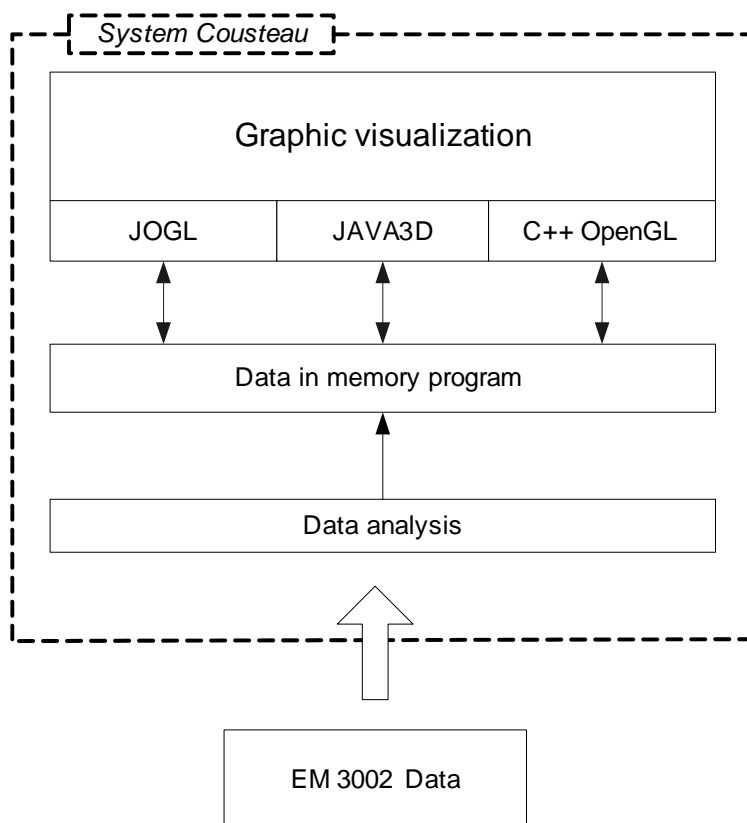 System Cousteau
Graphic visualization
JOGL
JAVA3D
C++ OpenGL
Data in memory program
Data analysis
EM 3002 Data